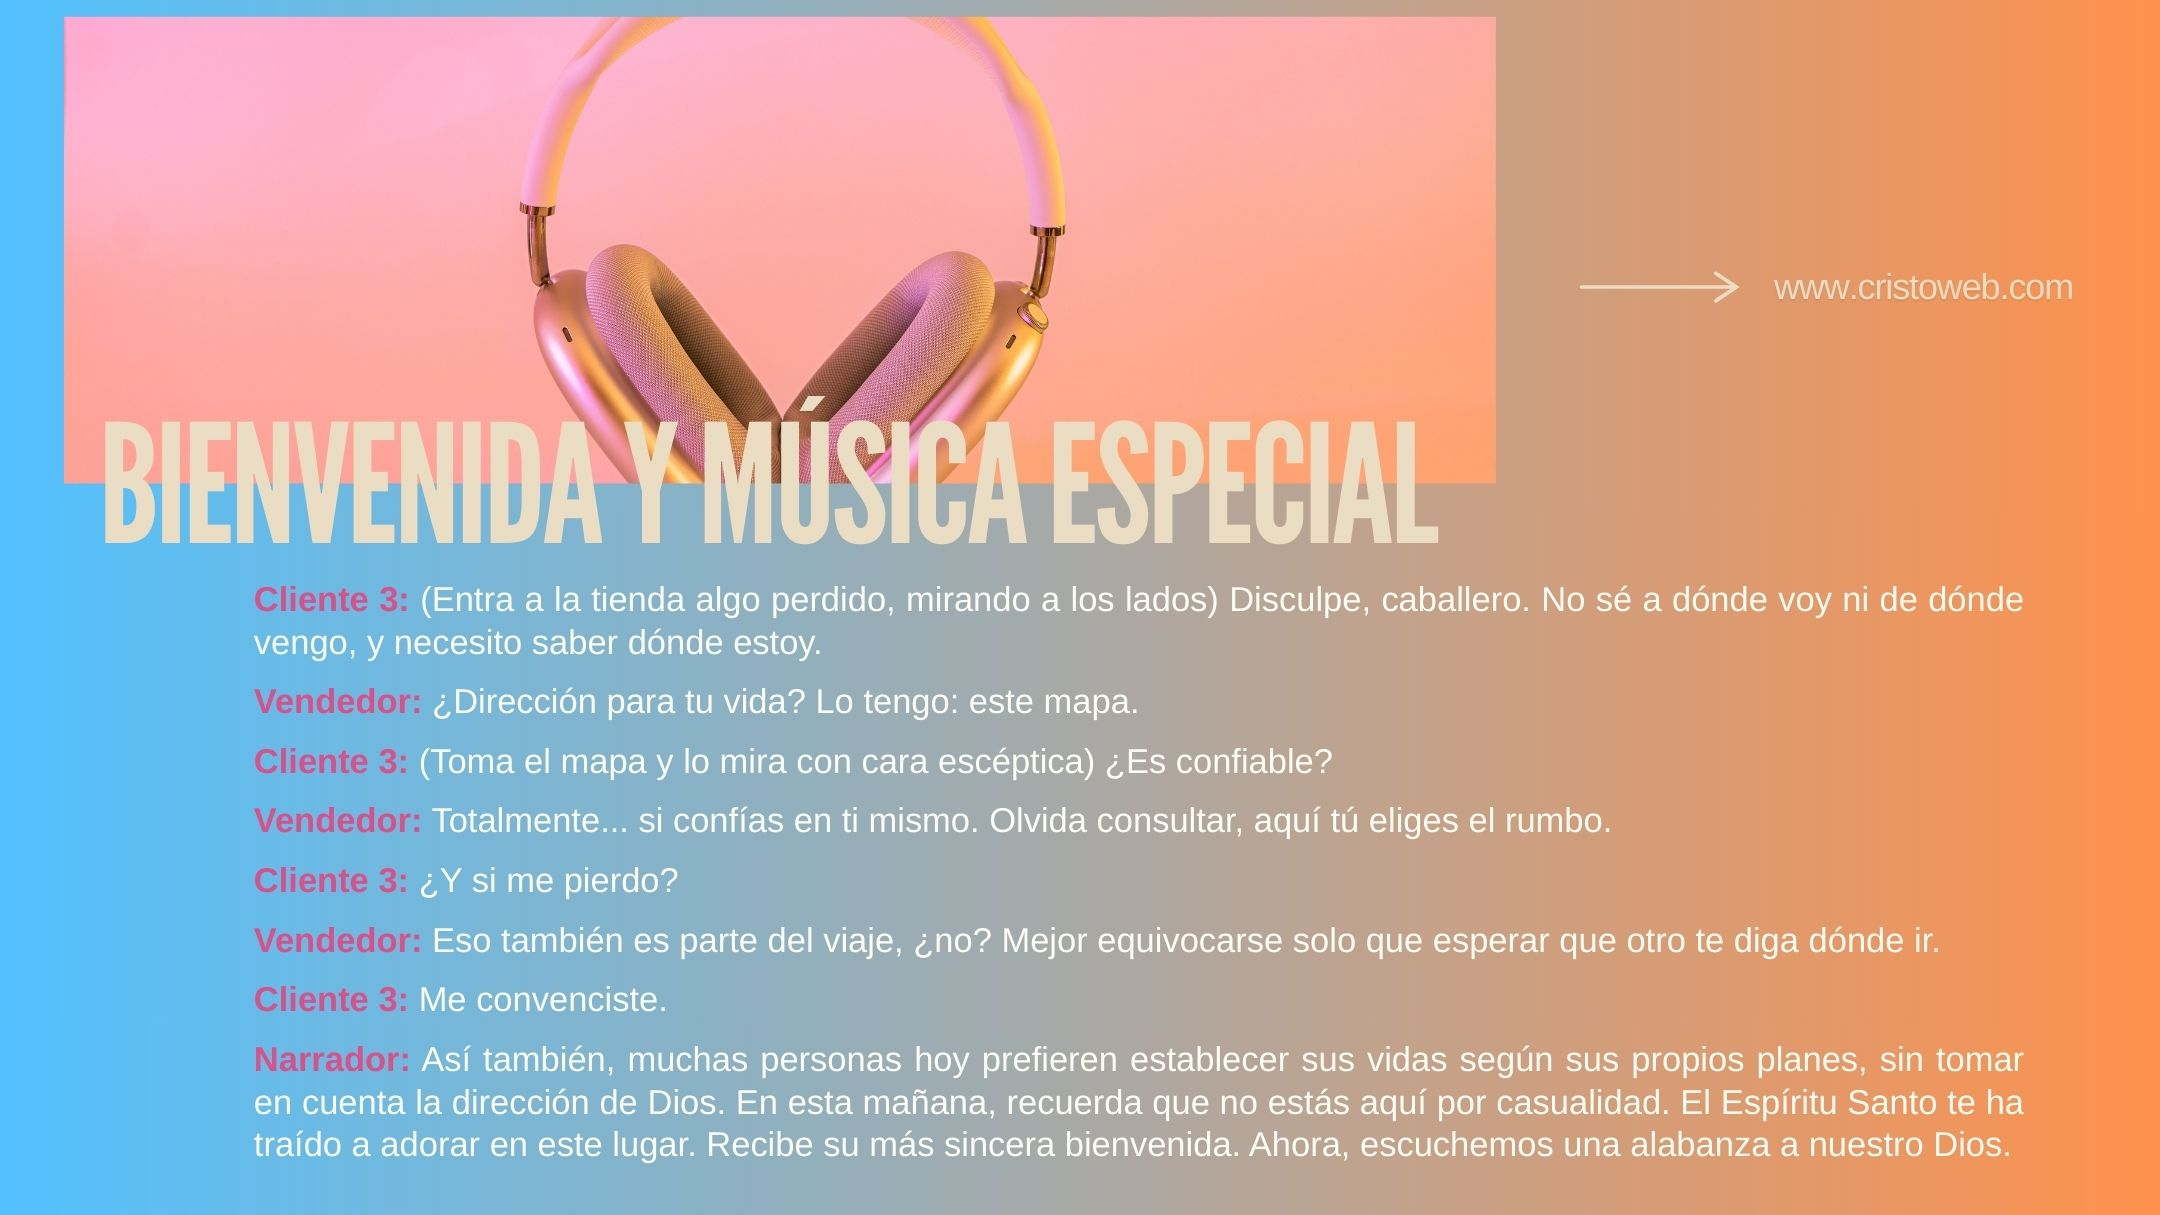 www.cristoweb.com
BIENVENIDA Y MÚSICA ESPECIAL
Cliente 3: (Entra a la tienda algo perdido, mirando a los lados) Disculpe, caballero. No sé a dónde voy ni de dónde
vengo, y necesito saber dónde estoy.
Vendedor: ¿Dirección para tu vida? Lo tengo: este mapa.
Cliente 3: (Toma el mapa y lo mira con cara escéptica) ¿Es confiable?
Vendedor: Totalmente... si confías en ti mismo. Olvida consultar, aquí tú eliges el rumbo.
Cliente 3: ¿Y si me pierdo?
Vendedor: Eso también es parte del viaje, ¿no? Mejor equivocarse solo que esperar que otro te diga dónde ir.
Cliente 3: Me convenciste.
Narrador: Así también, muchas personas hoy prefieren establecer sus vidas según sus propios planes, sin tomar
en cuenta la dirección de Dios. En esta mañana, recuerda que no estás aquí por casualidad. El Espíritu Santo te ha
traído a adorar en este lugar. Recibe su más sincera bienvenida. Ahora, escuchemos una alabanza a nuestro Dios.